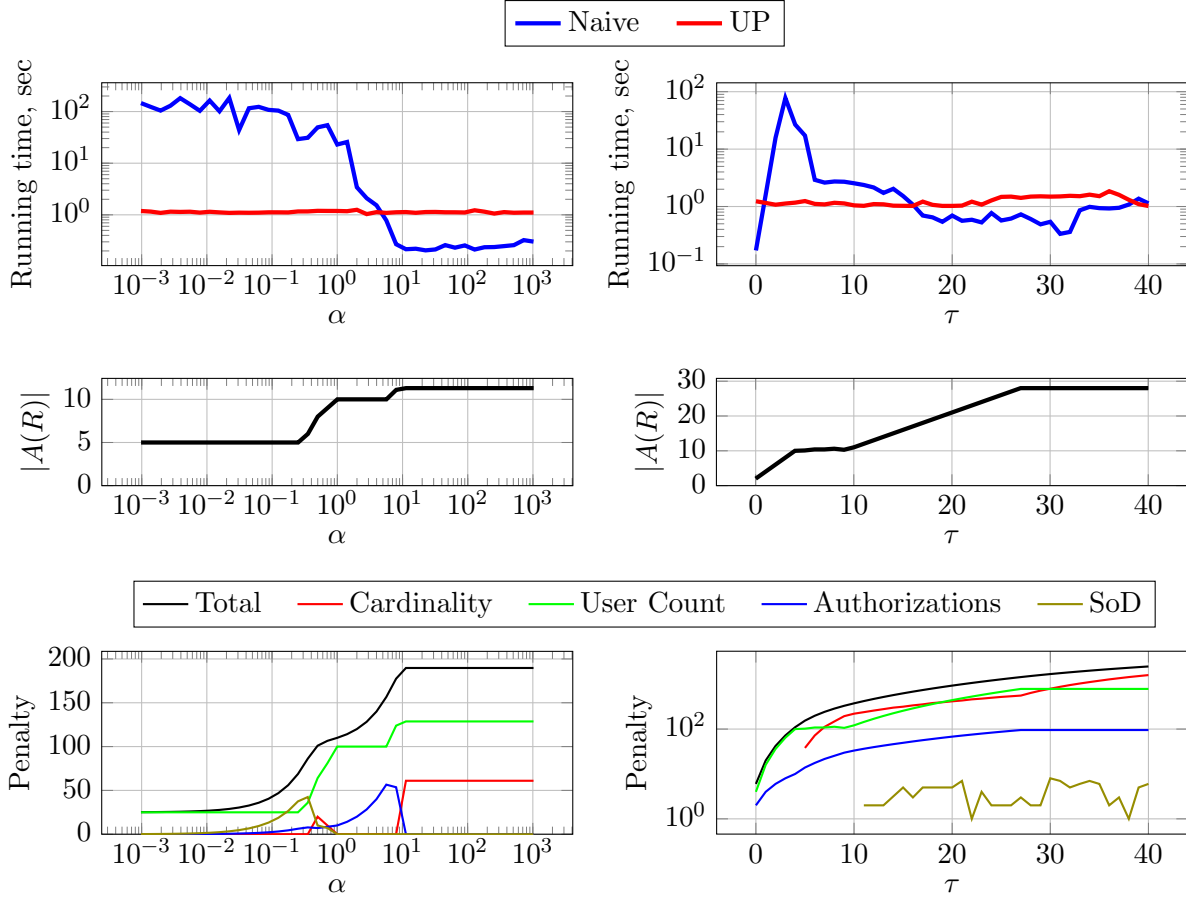 Naive UP
Running time, sec
10^2
10^1
10^0
10^−3 10^−2 10^−1 10^0 10^1 10^2 10^3
α
Running time, sec
10^2
10^1
10^0
10^−1
0 10 20 30 40
τ
|A(R)|
10
5
0
10^−3 10^−2 10^−1 10^0 10^1 10^2 10^3
α
|A(R)|
30
20
10
0
0 10 20 30 40
τ
Total Cardinality User Count Authorizations SoD
Penalty
200
150
100
50
0
10^−3 10^−2 10^−1 10^0 10^1 10^2 10^3
α
Penalty
10^2
10^0
0 10 20 30 40
τ